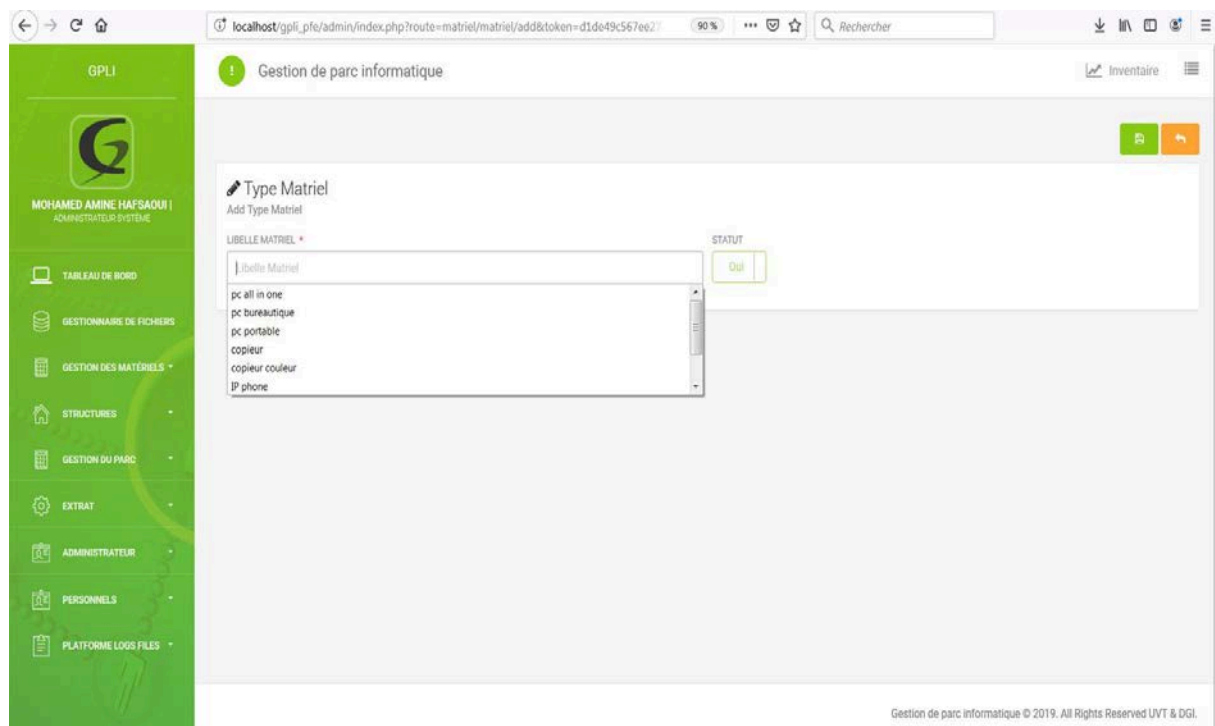 localhost/gpli_pfe/admin/index.php?route=matriel/matriel/add&token=d1de49c567ee27
90 %
Rechercher
GPLI
Gestion de parc informatique
Inventaire
MOHAMED AMINE HAFSAOUI |
ADMINISTRATEUR SYSTÈME
Type Matriel
Add Type Matriel
LIBELLE MATRIEL *
STATUT
Libelle Matriel
Oui
pc all in one
pc bureautique
pc portable
copieur
copieur couleur
IP phone
TABLEAU DE BORD
GESTIONNAIRE DE FICHIERS
GESTION DES MATÉRIELS
STRUCTURES
GESTION DU PARC
EXTRAT
ADMINISTRATEUR
PERSONNELS
PLATFORME LOGS FILES
Gestion de parc informatique © 2019. All Rights Reserved UVT & DGI.